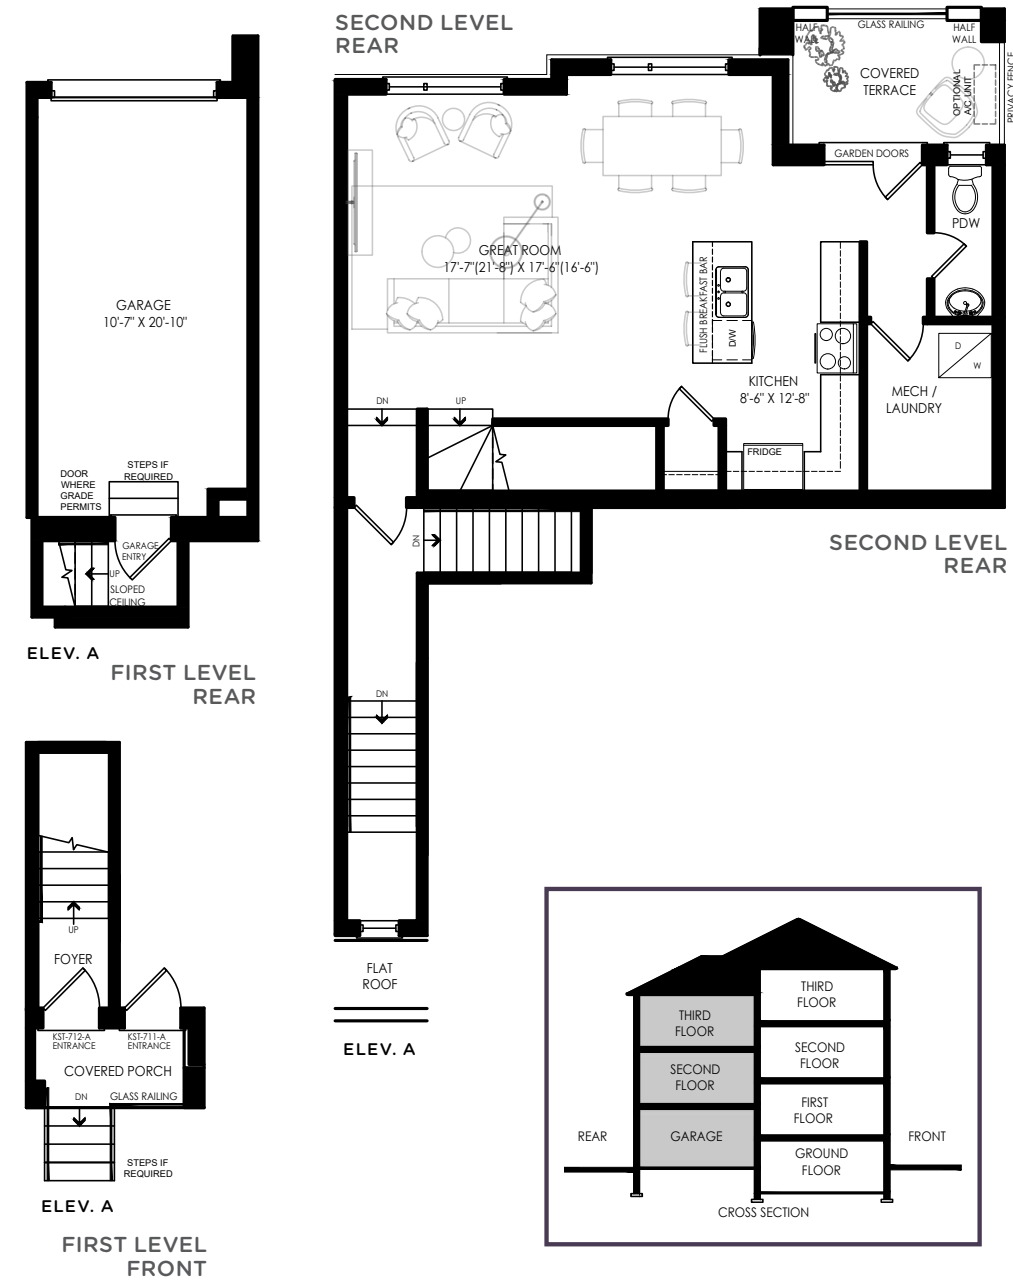 SECOND LEVEL
REAR
HALF
WALL
GLASS RAILING
HALF
WALL
COVERED
TERRACE
OPTIONAL
A/C UNIT
PRIVACY FENCE
GARDEN DOORS
PDW
GREAT ROOM
17'-7"(21'-8") X 17'-6"(16'-6")
FLUSH BREAKFAST BAR
D/W
KITCHEN
8'-6" X 12'-8"
D
W
MECH /
LAUNDRY
DN
UP
FRIDGE
DN
SECOND LEVEL
REAR
DN
FLAT
ROOF
ELEV. A
GARAGE
10'-7" X 20'-10"
DOOR
WHERE
GRADE
PERMITS
STEPS IF
REQUIRED
GARAGE
ENTRY
UP
SLOPED
CEILING
ELEV. A
FIRST LEVEL
REAR
UP
FOYER
KST-712-A
ENTRANCE
KST-711-A
ENTRANCE
COVERED PORCH
DN
GLASS RAILING
STEPS IF
REQUIRED
ELEV. A
FIRST LEVEL
FRONT
THIRD
FLOOR
THIRD
FLOOR
SECOND
FLOOR
SECOND
FLOOR
FIRST
FLOOR
REAR
GARAGE
FRONT
GROUND
FLOOR
CROSS SECTION